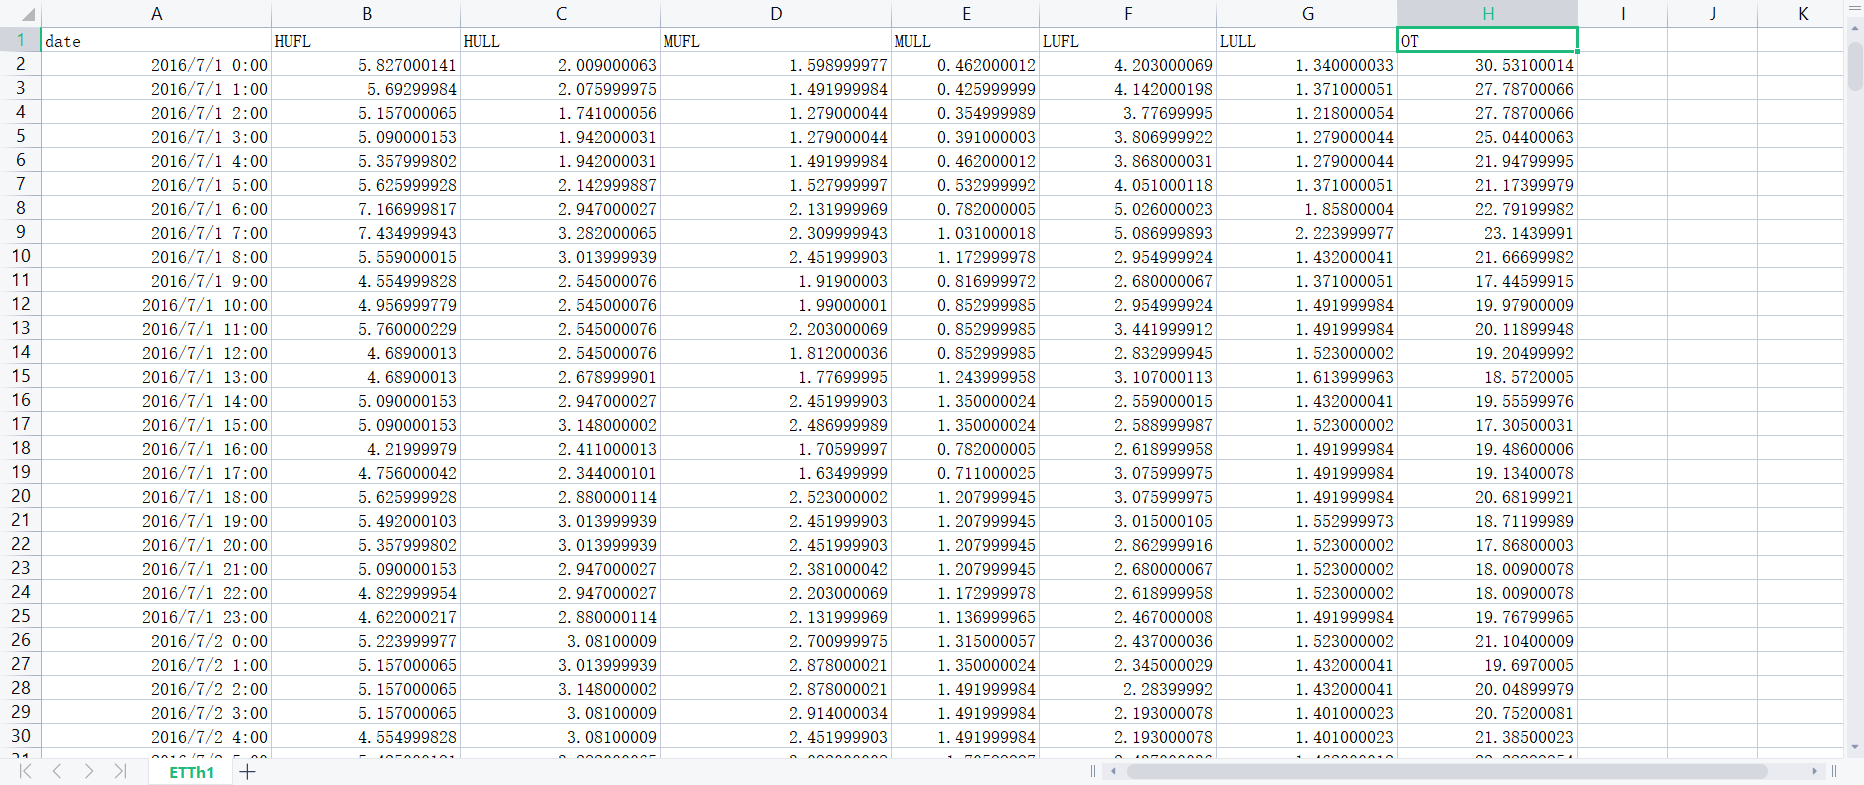 A B C D E F G H I J K
1 date HUFL HULL MUFL MULL LUFL LULL OT
2 2016/7/1 0:00 5.827000141 2.009000063 1.598999977 0.462000012 4.203000069 1.340000033 30.53100014
3 2016/7/1 1:00 5.69299984 2.075999975 1.491999984 0.425999999 4.142000198 1.371000051 27.78700066
4 2016/7/1 2:00 5.157000065 1.741000056 1.279000044 0.354999989 3.77699995 1.218000054 27.78700066
5 2016/7/1 3:00 5.090000153 1.942000031 1.279000044 0.391000003 3.806999922 1.279000044 25.04400063
6 2016/7/1 4:00 5.357999802 1.942000031 1.491999984 0.462000012 3.868000031 1.279000044 21.94799995
7 2016/7/1 5:00 5.625999928 2.142999887 1.527999997 0.532999992 4.051000118 1.371000051 21.17399979
8 2016/7/1 6:00 7.166999817 2.947000027 2.131999969 0.782000005 5.026000023 1.85800004 22.79199982
9 2016/7/1 7:00 7.434999943 3.282000065 2.309999943 1.031000018 5.086999893 2.223999977 23.1439991
10 2016/7/1 8:00 5.559000015 3.013999939 2.451999903 1.172999978 2.954999924 1.432000041 21.66699982
11 2016/7/1 9:00 4.554999828 2.545000076 1.91900003 0.816999972 2.680000067 1.371000051 17.44599915
12 2016/7/1 10:00 4.956999779 2.545000076 1.99000001 0.852999985 2.954999924 1.491999984 19.97900009
13 2016/7/1 11:00 5.760000229 2.545000076 2.203000069 0.852999985 3.441999912 1.491999984 20.11899948
14 2016/7/1 12:00 4.68900013 2.545000076 1.812000036 0.852999985 2.832999945 1.523000002 19.20499992
15 2016/7/1 13:00 4.68900013 2.678999901 1.77699995 1.243999958 3.107000113 1.613999963 18.5720005
16 2016/7/1 14:00 5.090000153 2.947000027 2.451999903 1.350000024 2.559000015 1.432000041 19.55599976
17 2016/7/1 15:00 5.090000153 3.148000002 2.486999989 1.350000024 2.588999987 1.523000002 17.30500031
18 2016/7/1 16:00 4.21999979 2.411000013 1.70599997 0.782000005 2.618999958 1.491999984 19.48600006
19 2016/7/1 17:00 4.756000042 2.344000101 1.63499999 0.711000025 3.075999975 1.491999984 19.13400078
20 2016/7/1 18:00 5.625999928 2.880000114 2.523000002 1.207999945 3.075999975 1.491999984 20.68199921
21 2016/7/1 19:00 5.492000103 3.013999939 2.451999903 1.207999945 3.015000105 1.552999973 18.71199989
22 2016/7/1 20:00 5.357999802 3.013999939 2.451999903 1.207999945 2.862999916 1.523000002 17.86800003
23 2016/7/1 21:00 5.090000153 2.947000027 2.381000042 1.207999945 2.680000067 1.523000002 18.00900078
24 2016/7/1 22:00 4.822999954 2.947000027 2.203000069 1.172999978 2.618999958 1.523000002 18.00900078
25 2016/7/1 23:00 4.622000217 2.880000114 2.131999969 1.136999965 2.467000008 1.491999984 19.76799965
26 2016/7/2 0:00 5.223999977 3.08100009 2.700999975 1.315000057 2.437000036 1.523000002 21.10400009
27 2016/7/2 1:00 5.157000065 3.013999939 2.878000021 1.350000024 2.345000029 1.432000041 19.6970005
28 2016/7/2 2:00 5.157000065 3.148000002 2.878000021 1.491999984 2.28399992 1.432000041 20.04899979
29 2016/7/2 3:00 5.157000065 3.08100009 2.914000034 1.491999984 2.193000078 1.401000023 20.75200081
30 2016/7/2 4:00 4.554999828 3.08100009 2.451999903 1.491999984 2.193000078 1.401000023 21.38500023
ETTh1